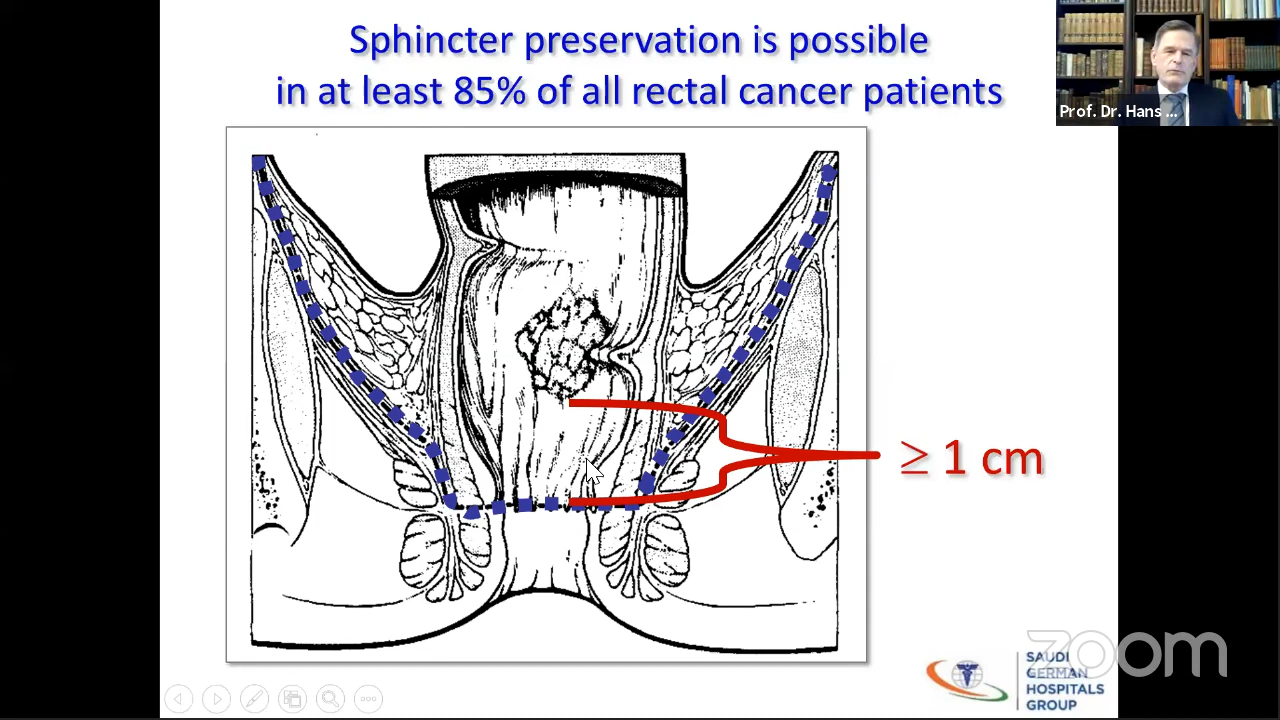 Sphincter preservation is possible
in at least 85% of all rectal cancer patients
Prof. Dr. Hans ...
≥ 1 cm
zoom
SAUDI
GERMAN
HOSPITALS
GROUP